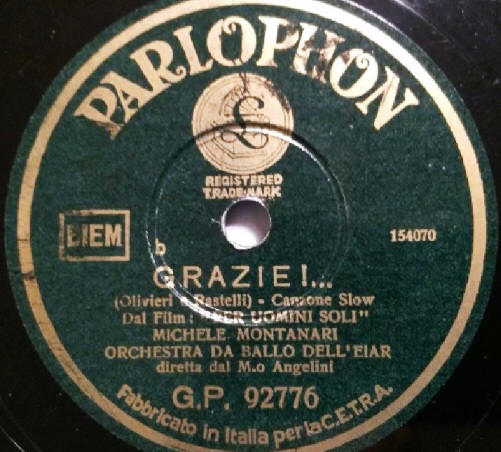 PARLOPHON
£
REGISTERED
TRADE-MARK
BIEM
154070
b
GRAZIE!...
(Olivieri e Rastelli) - Canzone Slow
Dal Film: "PER UOMINI SOLI"
MICHELE MONTANARI
ORCHESTRA DA BALLO DELL'EIAR
diretta dal M.o Angelini
G.P. 92776
Fabbricato in Italia per la C.E.T.R.A.